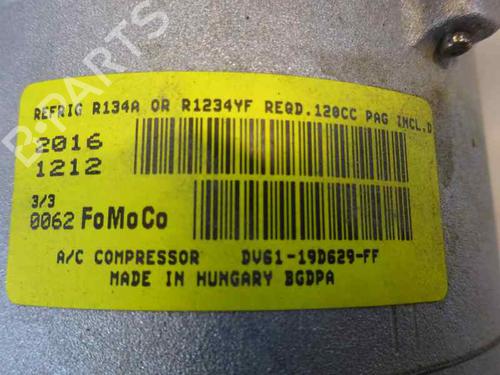 B-PARTS
REFRIG R134A OR R1234YF REQD.120CC PAG INCL.D
2016
1212
3/3
0062 FoMoCo
A/C COMPRESSOR DV61-19D629-FF
MADE IN HUNGARY BGDPA